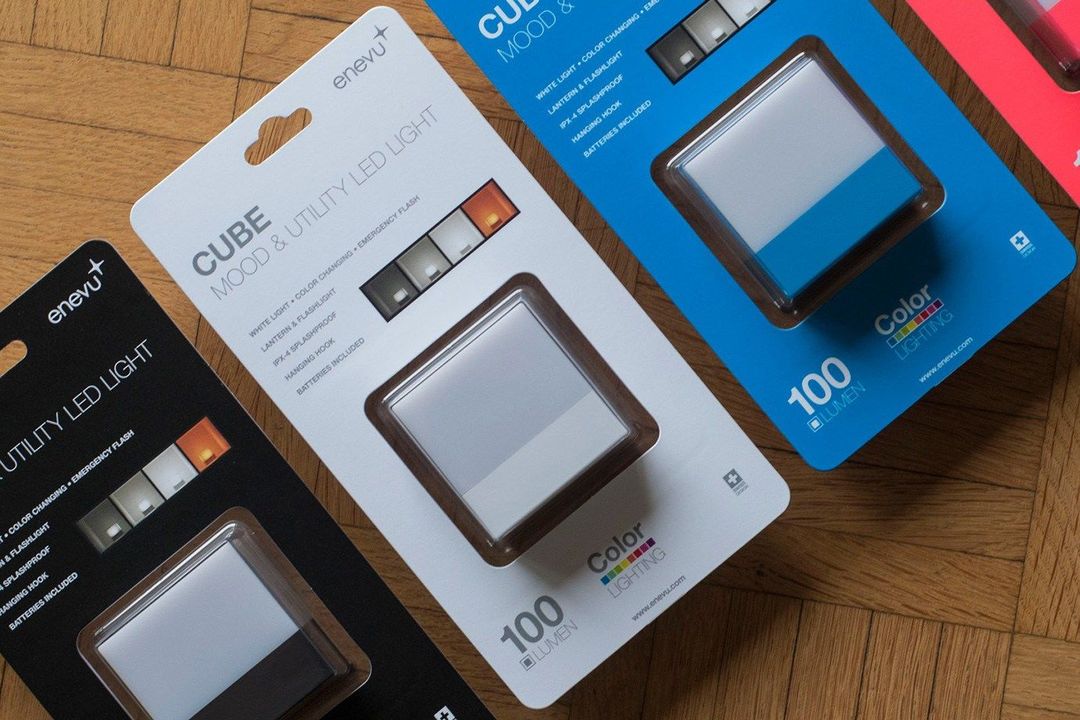 enevu
UTILITY LED LIGHT
COLOR CHANGING • EMERGENCY FLASH
& FLASHLIGHT
SPLASHPROOF
HANGING HOOK
BATTERIES INCLUDED
enevu
CUBE
MOOD & UTILITY LED LIGHT
WHITE LIGHT • COLOR CHANGING • EMERGENCY FLASH
LANTERN & FLASHLIGHT
IPX-4 SPLASHPROOF
HANGING HOOK
BATTERIES INCLUDED
Color
LIGHTING
100
LUMEN
www.enevu.com
MOOD &
WHITE LIGHT • COLOR CHANGING •
LANTERN & FLASHLIGHT
IPX-4 SPLASHPROOF
HANGING HOOK
BATTERIES INCLUDED
Color
LIGHTING
100
LUMEN
www.enevu.com